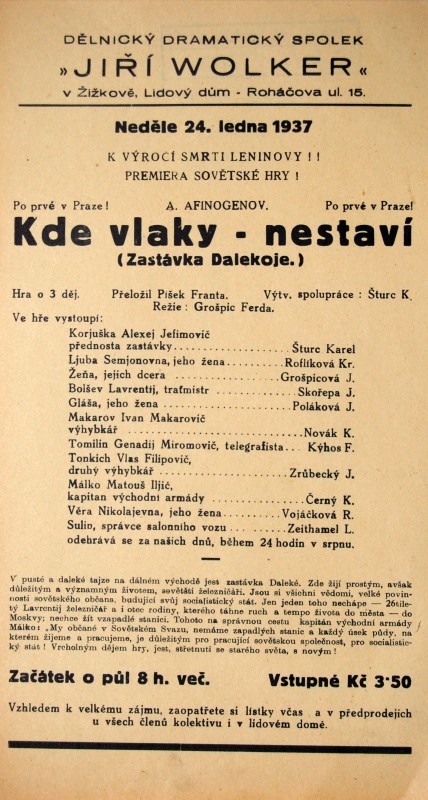 DĚLNICKÝ DRAMATICKÝ SPOLEK
»JIŘÍ WOLKER«
v Žižkově, Lidový dům - Roháčova ul. 15.
Neděle 24. ledna 1937
K VÝROČÍ SMRTI LENINOVY ! !
PREMIERA SOVĚTSKÉ HRY !
Po prvé v Praze! A. AFINOGENOV. Po prvé v Praze!
Kde vlaky - nestaví
(Zastávka Dalekoje.)
Hra o 3 děj. Přeložil Píšek Franta. Výtv. spolupráce : Šturc K.
Režie : Grošpic Ferda.
Ve hře vystoupí:
Korjuška Alexej Jefimovič
přednosta zastávky Šturc Karel
Ljuba Semjonovna, jeho žena Roflíková Kr.
Žeňa, jejich dcera Grošpicová J.
Bolšev Lavrentij, traťmistr Skořepa J.
Gláša, jeho žena Poláková J.
Makarov Ivan Makarovič
výhybkář Novák K.
Tomilin Genadij Miromovič, telegrafista Kýhos F.
Tonkich Vlas Filipovič,
druhý výhybkář Zrůbecký J.
Málko Matouš Iljič,
kapitan východní armády Černý K.
Věra Nikolajevna, jeho žena Vojáčková R.
Sulin, správce salonního vozu Zeithamel L.
odehrává se za našich dnů, během 24 hodin v srpnu.
V pusté a daleké tajze na dálném východě jest zastávka Daleké. Zde žijí prostým, avšak
důležitým a významným životem, sevětští železničáři. Jsou si všichni vědomi, velké povin-
nosti sovětského občana, budující svůj socialistický stát. Jen jeden toho nechápe — 26tile-
tý Lavrentij železničář a i otec rodiny, kterého táhne ruch a tempo života do města — do
Moskvy; nechce žít vzapadlé stanici. Tohoto na správnou cestu kapitán východní armády
Málko: „My občané v Sovětském Svazu, nemáme zapadlých stanic a každý úsek půdy, na
kterém žijeme a pracujeme, je důležitým pro pracující sovětskou společnost, pro socialistic-
ký stát ! Vrcholným dějem hry, jest, střetnutí se starého světa, s novým !
Začátek o půl 8 h. več. Vstupné Kč 3·50
Vzhledem k velkému zájmu, zaopatřete si lístky včas a v předprodejích
u všech členů kolektivu i v lidovém domě.